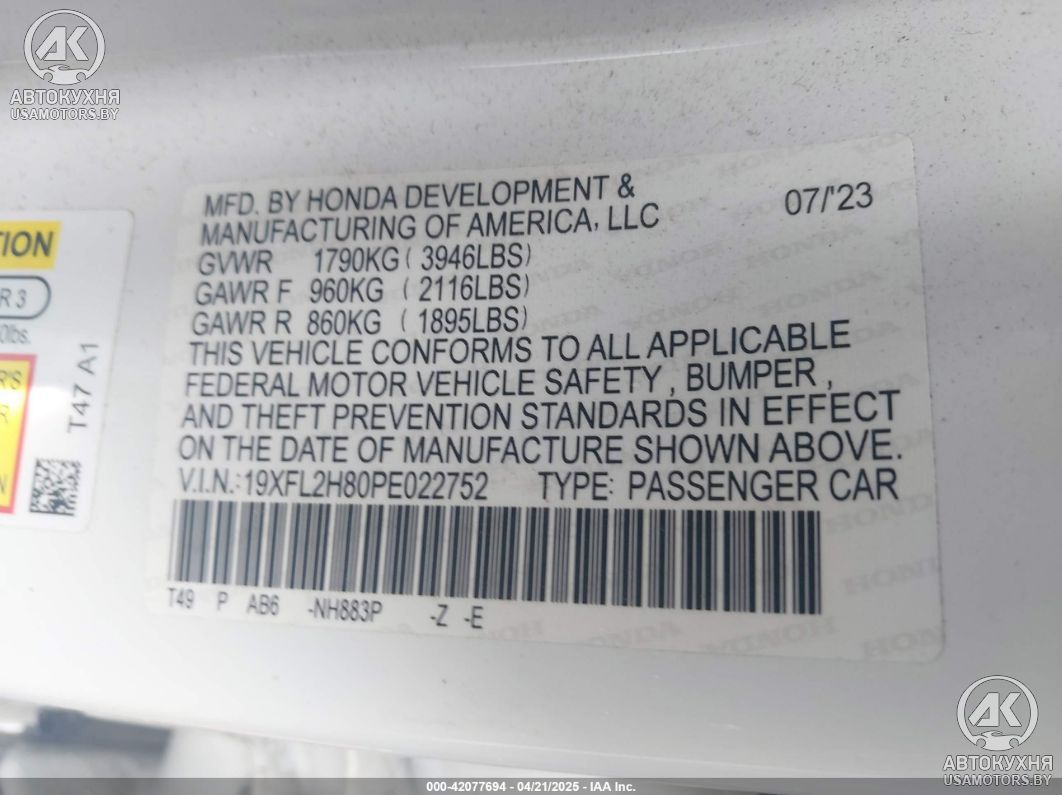 AK
АВТОКУХНЯ
USAMOTORS.BY
MFD. BY HONDA DEVELOPMENT &
MANUFACTURING OF AMERICA, LLC
07/'23
GVWR 1790KG ( 3946LBS)
GAWR F 960KG ( 2116LBS)
GAWR R 860KG ( 1895LBS)
THIS VEHICLE CONFORMS TO ALL APPLICABLE
FEDERAL MOTOR VEHICLE SAFETY , BUMPER ,
AND THEFT PREVENTION STANDARDS IN EFFECT
ON THE DATE OF MANUFACTURE SHOWN ABOVE.
V.I.N.: 19XFL2H80PE022752 TYPE: PASSENGER CAR
T49 P AB6 -NH883P -Z -E
R 3
T47 A1
AK
АВТОКУХНЯ
USAMOTORS.BY
000-42077694 - 04/21/2025 - IAA Inc.